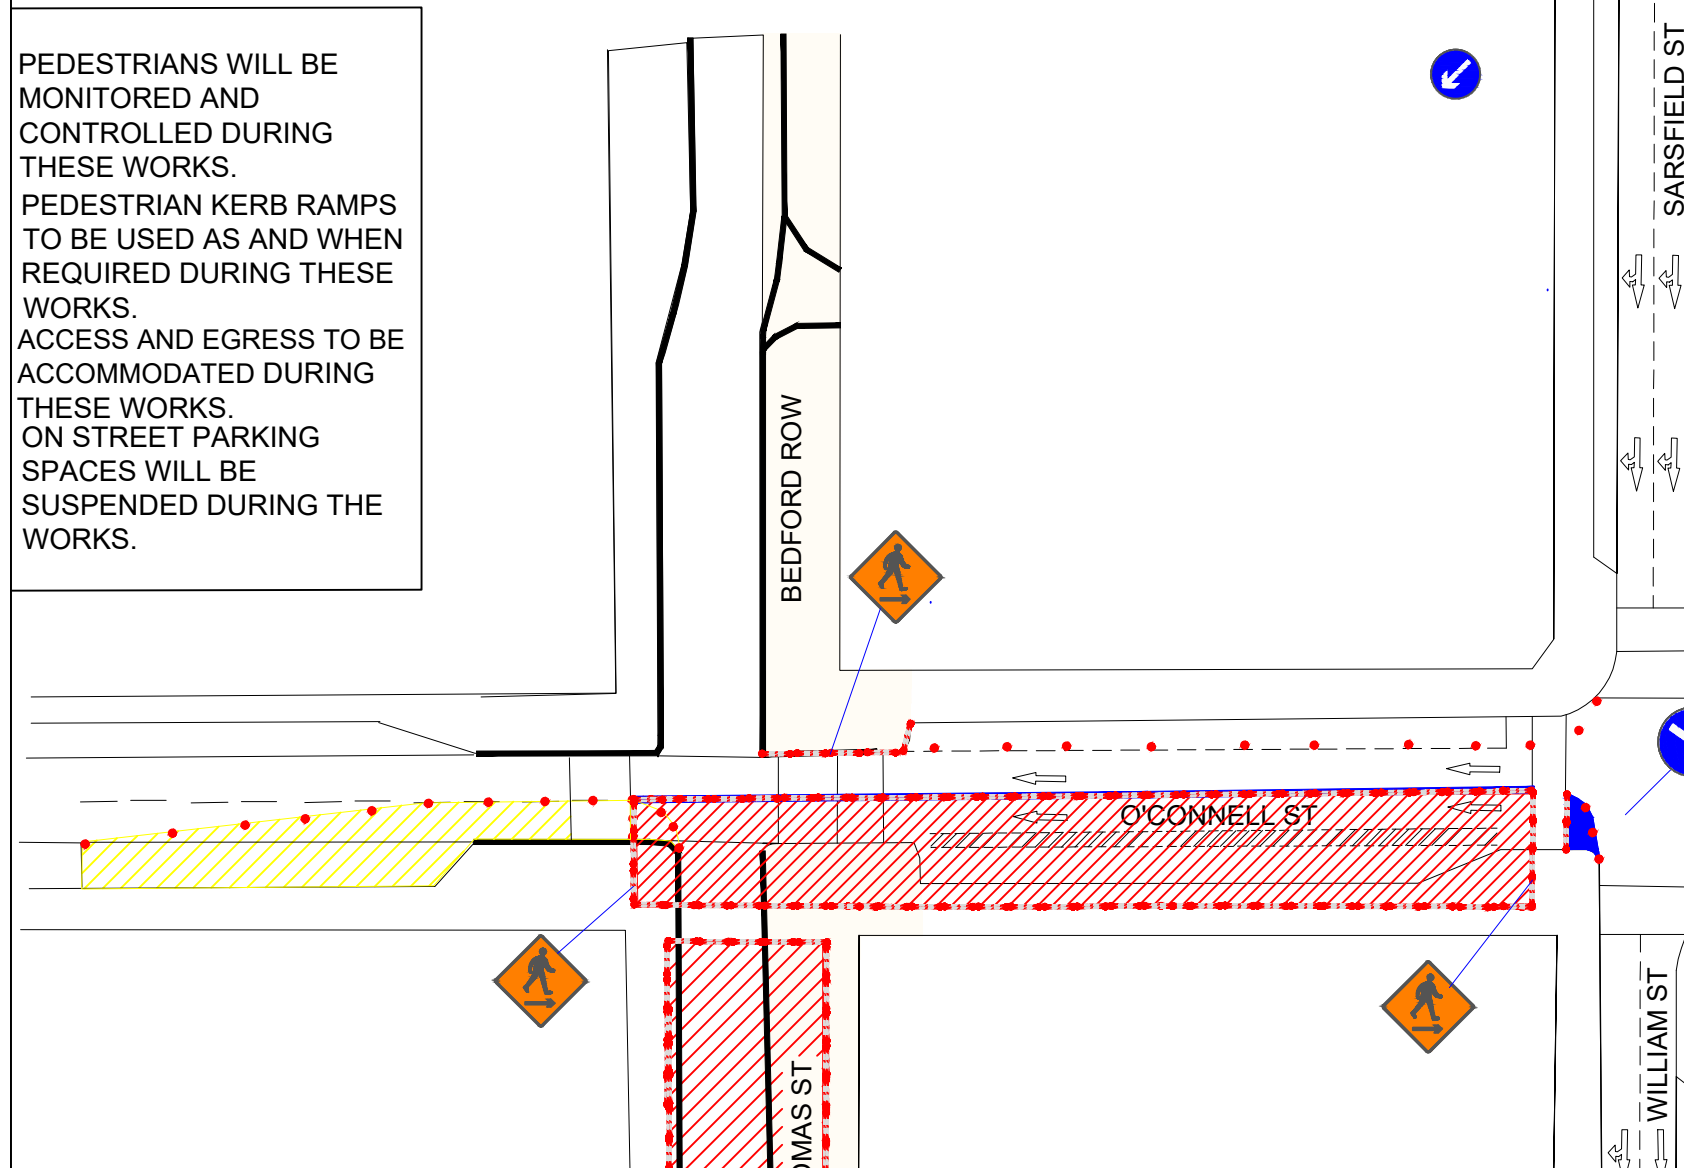 PEDESTRIANS WILL BE
MONITORED AND
CONTROLLED DURING
THESE WORKS.
PEDESTRIAN KERB RAMPS
TO BE USED AS AND WHEN
REQUIRED DURING THESE
WORKS.
ACCESS AND EGRESS TO BE
ACCOMMODATED DURING
THESE WORKS.
ON STREET PARKING
SPACES WILL BE
SUSPENDED DURING THE
WORKS.
SARSFIELD ST
BEDFORD ROW
O'CONNELL ST
OMAS ST
WILLIAM ST